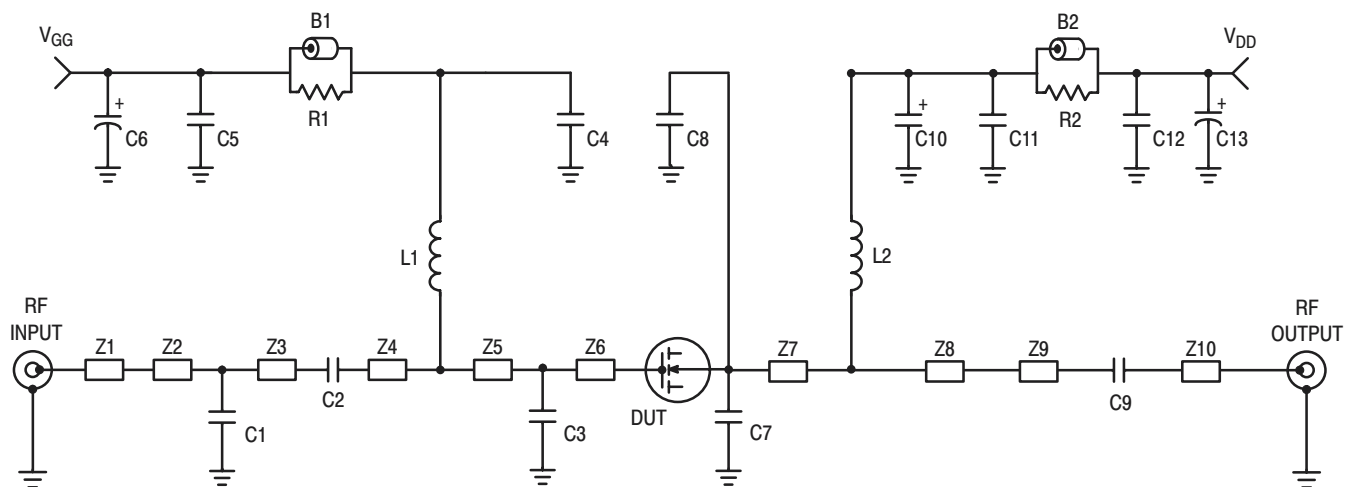 B1
B2
VGG
VDD
+
R1
+
R2
+
C6
C5
C4
C8
C10
C11
C12
C13
L1
L2
RF
INPUT
RF
OUTPUT
Z1
Z2
Z3
Z4
Z5
Z6
Z7
Z8
Z9
Z10
C2
DUT
C9
C1
C3
C7